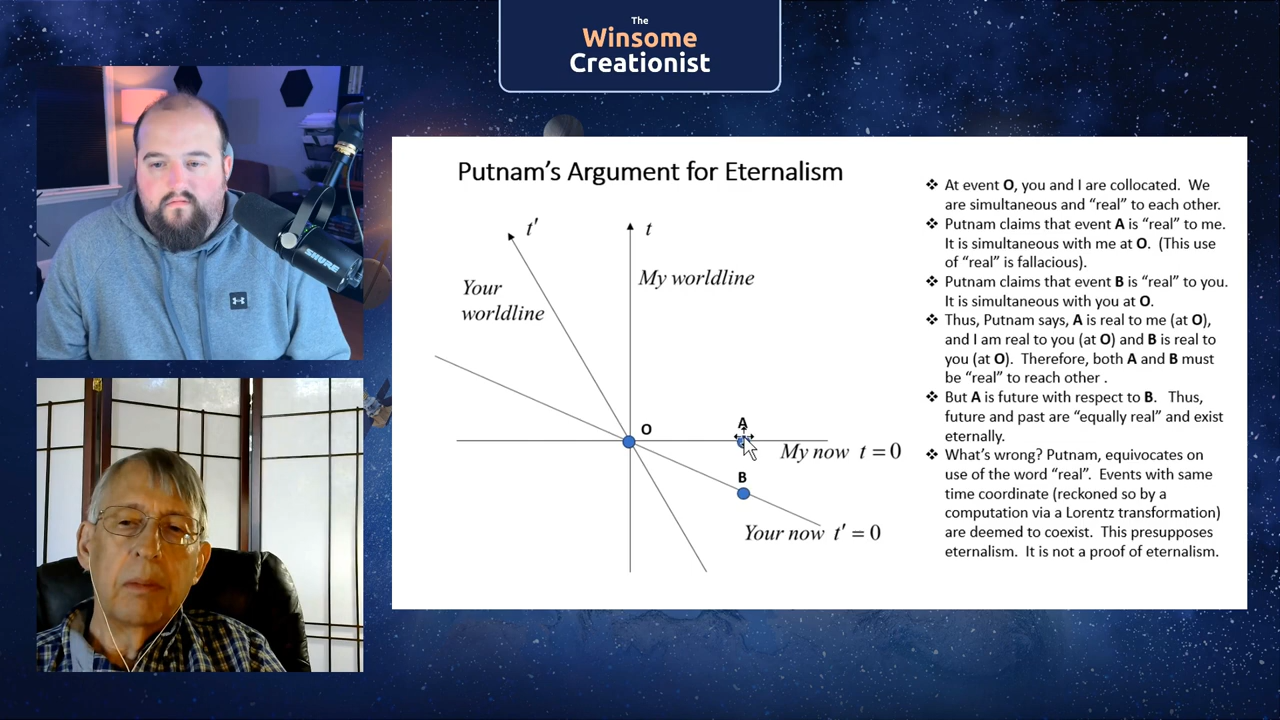 The
Winsome
Creationist
Putnam's Argument for Eternalism
t′
t
My worldline
Your
worldline
O
A
My now t = 0
B
Your now t′ = 0
❖ At event O, you and I are collocated. We
are simultaneous and “real” to each other.
❖ Putnam claims that event A is “real” to me.
It is simultaneous with me at O. (This use
of “real” is fallacious).
❖ Putnam claims that event B is “real” to you.
It is simultaneous with you at O.
❖ Thus, Putnam says, A is real to me (at O),
and I am real to you (at O) and B is real to
you (at O). Therefore, both A and B must
be “real” to reach other .
❖ But A is future with respect to B. Thus,
future and past are “equally real” and exist
eternally.
❖ What's wrong? Putnam, equivocates on
use of the word “real”. Events with same
time coordinate (reckoned so by a
computation via a Lorentz transformation)
are deemed to coexist. This presupposes
eternalism. It is not a proof of eternalism.
SHURE